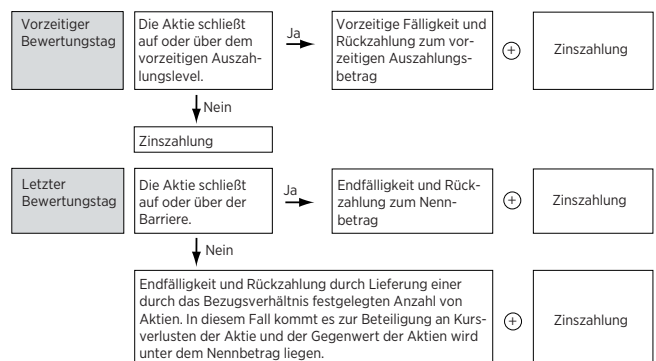 Vorzeitiger
Bewertungstag
Die Aktie schließt
auf oder über dem
vorzeitigen Auszah-
lungslevel.
Ja
Vorzeitige Fälligkeit und
Rückzahlung zum vor-
zeitigen Auszahlungs-
betrag
+
Zinszahlung
Nein
Zinszahlung
Letzter
Bewertungstag
Die Aktie schließt
auf oder über der
Barriere.
Ja
Endfälligkeit und Rück-
zahlung zum Nenn-
betrag
+
Zinszahlung
Nein
Endfälligkeit und Rückzahlung durch Lieferung einer
durch das Bezugsverhältnis festgelegten Anzahl von
Aktien. In diesem Fall kommt es zur Beteiligung an Kurs-
verlusten der Aktie und der Gegenwert der Aktien wird
unter dem Nennbetrag liegen.
+
Zinszahlung